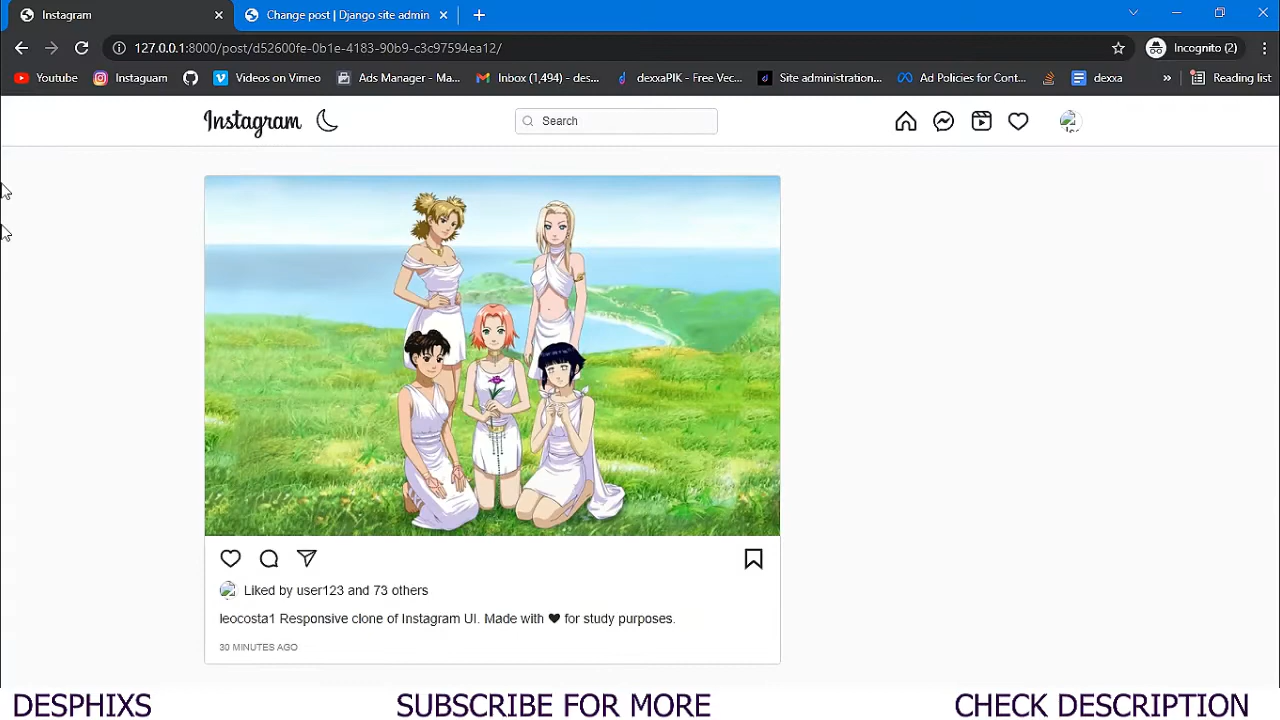 Instagram
Change post | Django site admin
127.0.0.1:8000/post/d52600fe-0b1e-4183-90b9-c3c97594ea12/
Incognito (2)
Youtube
Instaguam
Videos on Vimeo
Ads Manager - Ma...
Inbox (1,494) - des...
dexxaPIK - Free Vec...
Site administration...
Ad Policies for Cont...
dexxa
»
Reading list
Instagram
Search
Liked by user123 and 73 others
leocosta1 Responsive clone of Instagram UI. Made with ❤ for study purposes.
30 MINUTES AGO
DESPHIXS
SUBSCRIBE FOR MORE
CHECK DESCRIPTION